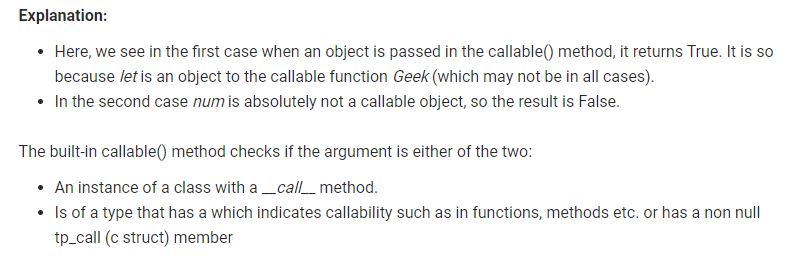 Explanation:
• Here, we see in the first case when an object is passed in the callable() method, it returns True. It is so
because let is an object to the callable function Geek (which may not be in all cases).
• In the second case num is absolutely not a callable object, so the result is False.
The built-in callable() method checks if the argument is either of the two:
• An instance of a class with a __call__ method.
• Is of a type that has a which indicates callability such as in functions, methods etc. or has a non null
tp_call (c struct) member